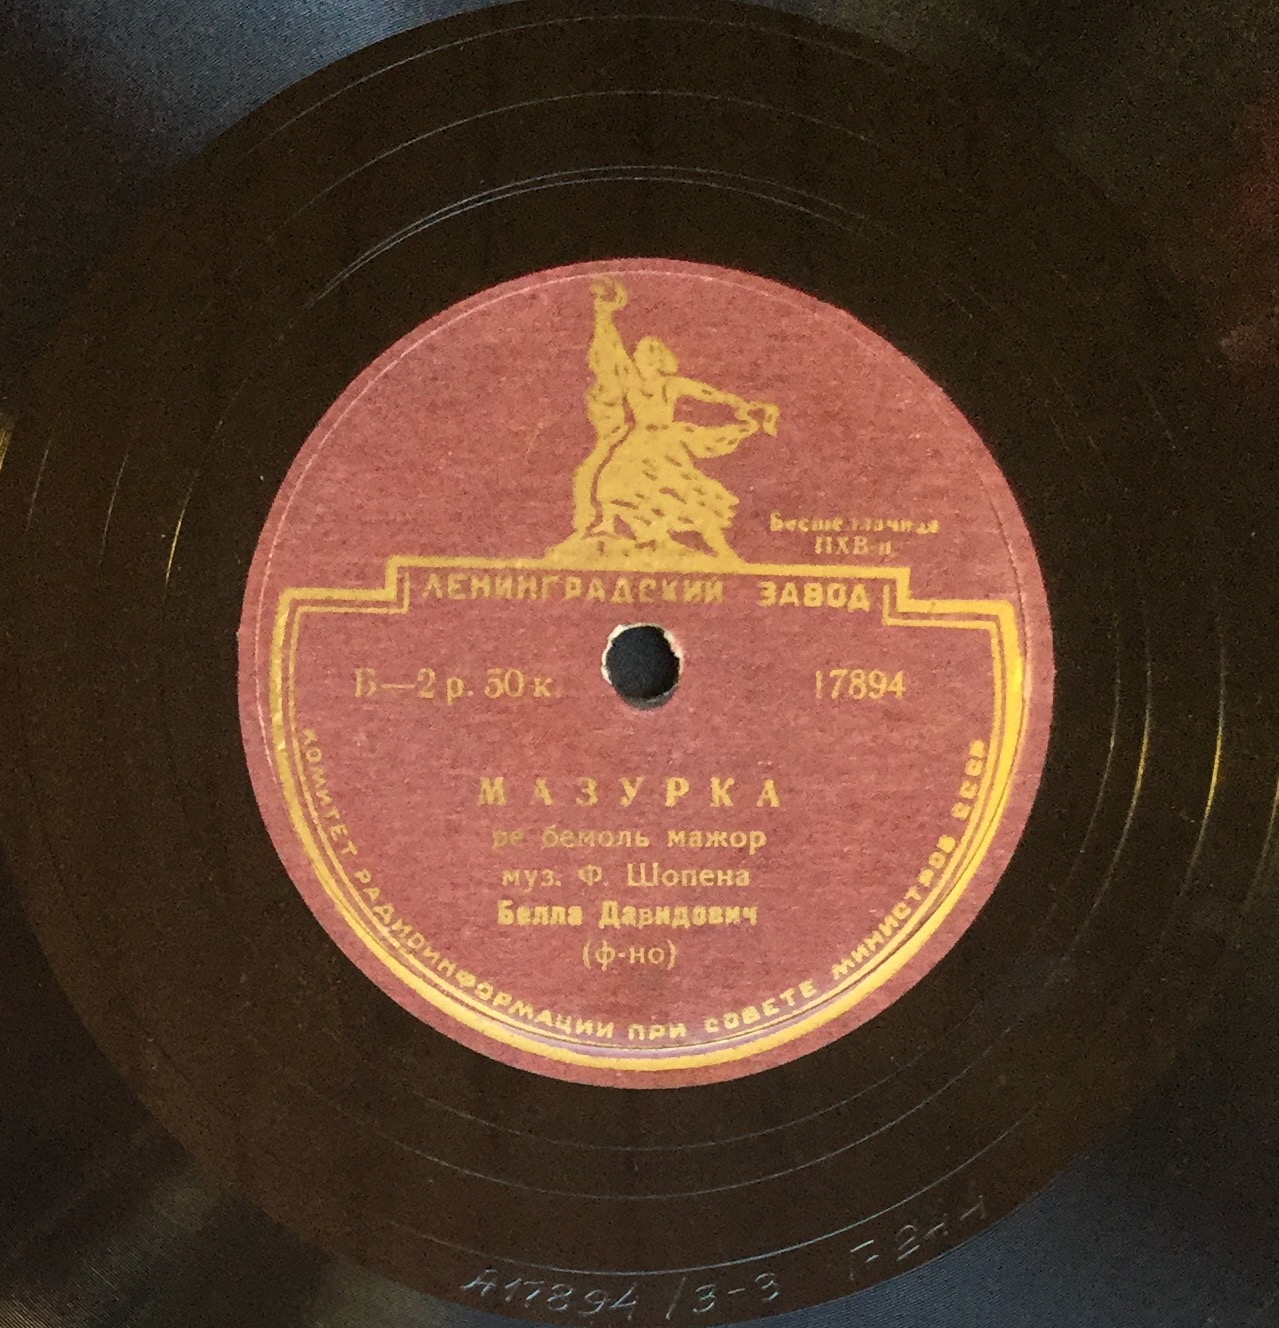 Бесшеллачная
ПХВ-п.
ЛЕНИНГРАДСКИЙ ЗАВОД
Б—2 р. 50 к. 17894
МАЗУРКА
ре бемоль мажор
муз. Ф. Шопена
Белла Давидович
(ф-но)
КОМИТЕТ РАДИОИНФОРМАЦИИ ПРИ СОВЕТЕ МИНИСТРОВ СССР
А17894 /3-3